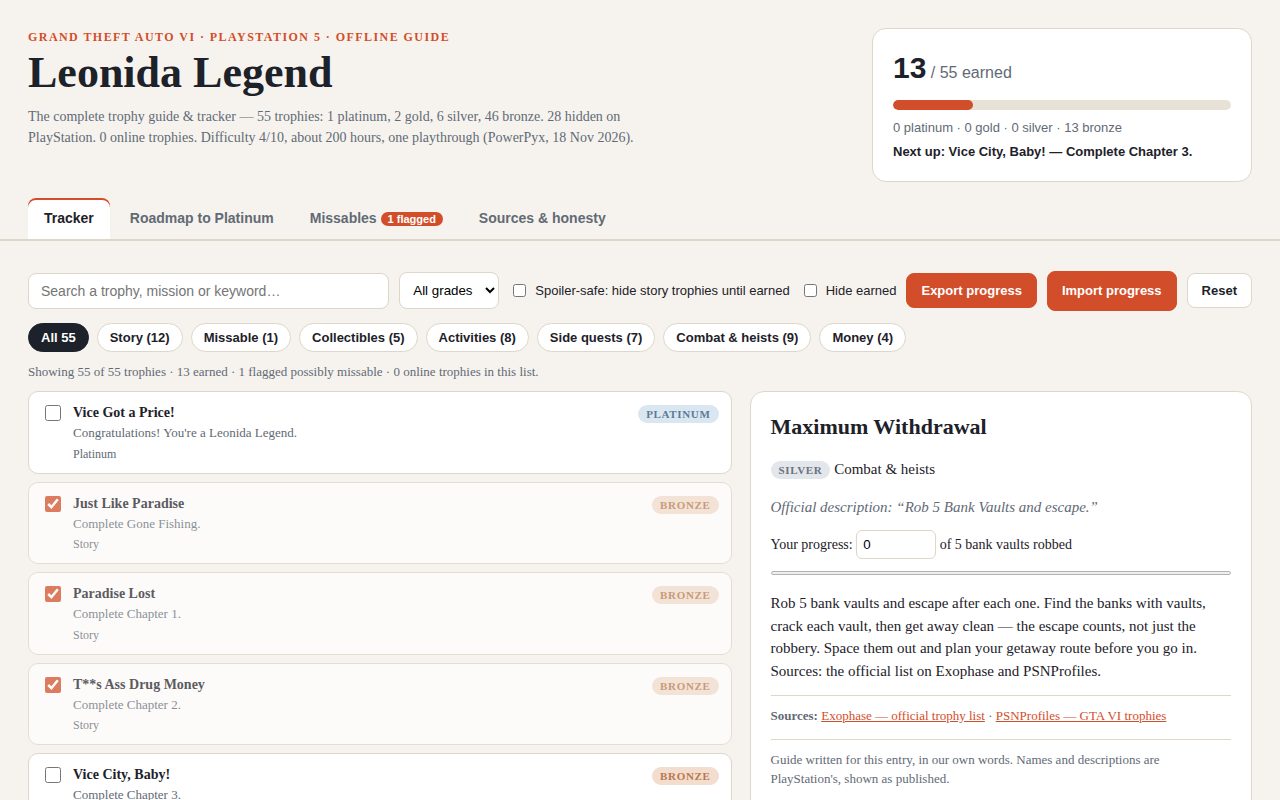 GRAND THEFT AUTO VI · PLAYSTATION 5 · OFFLINE GUIDE
Leonida Legend
The complete trophy guide & tracker — 55 trophies: 1 platinum, 2 gold, 6 silver, 46 bronze. 28 hidden on
PlayStation. 0 online trophies. Difficulty 4/10, about 200 hours, one playthrough (PowerPyx, 18 Nov 2026).
13 / 55 earned
0 platinum · 0 gold · 0 silver · 13 bronze
Next up: Vice City, Baby! — Complete Chapter 3.
Tracker
Roadmap to Platinum
Missables 1 flagged
Sources & honesty
Search a trophy, mission or keyword…
All grades
Spoiler-safe: hide story trophies until earned
Hide earned
Export progress
Import progress
Reset
All 55
Story (12)
Missable (1)
Collectibles (5)
Activities (8)
Side quests (7)
Combat & heists (9)
Money (4)
Showing 55 of 55 trophies · 13 earned · 1 flagged possibly missable · 0 online trophies in this list.
Vice Got a Price!
PLATINUM
Congratulations! You're a Leonida Legend.
Platinum
Just Like Paradise
BRONZE
Complete Gone Fishing.
Story
Paradise Lost
BRONZE
Complete Chapter 1.
Story
T**s Ass Drug Money
BRONZE
Complete Chapter 2.
Story
Vice City, Baby!
BRONZE
Complete Chapter 3.
Maximum Withdrawal
SILVER Combat & heists
Official description: “Rob 5 Bank Vaults and escape.”
Your progress: 0 of 5 bank vaults robbed
Rob 5 bank vaults and escape after each one. Find the banks with vaults,
crack each vault, then get away clean — the escape counts, not just the
robbery. Space them out and plan your getaway route before you go in.
Sources: the official list on Exophase and PSNProfiles.
Sources: Exophase — official trophy list · PSNProfiles — GTA VI trophies
Guide written for this entry, in our own words. Names and descriptions are
PlayStation's, shown as published.